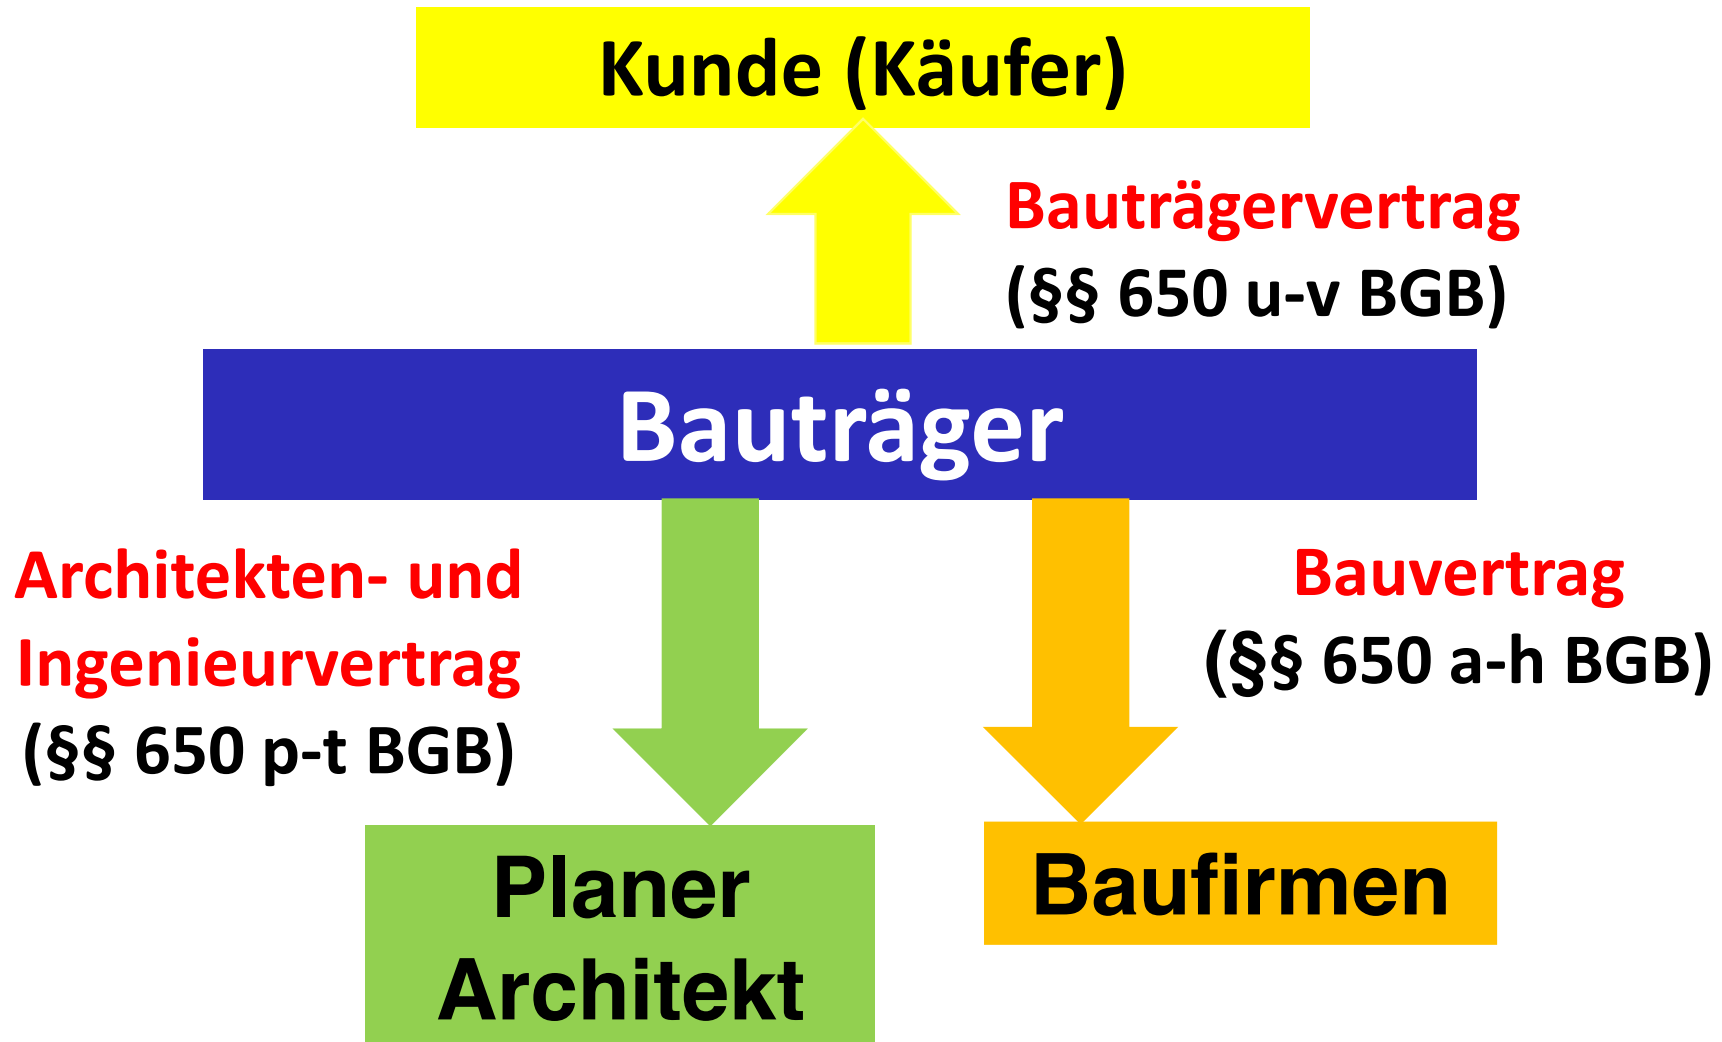 Kunde (Käufer)
Bauträgervertrag
(§§ 650 u-v BGB)
Bauträger
Architekten- und
Ingenieurvertrag
(§§ 650 p-t BGB)
Bauvertrag
(§§ 650 a-h BGB)
Planer
Architekt
Baufirmen